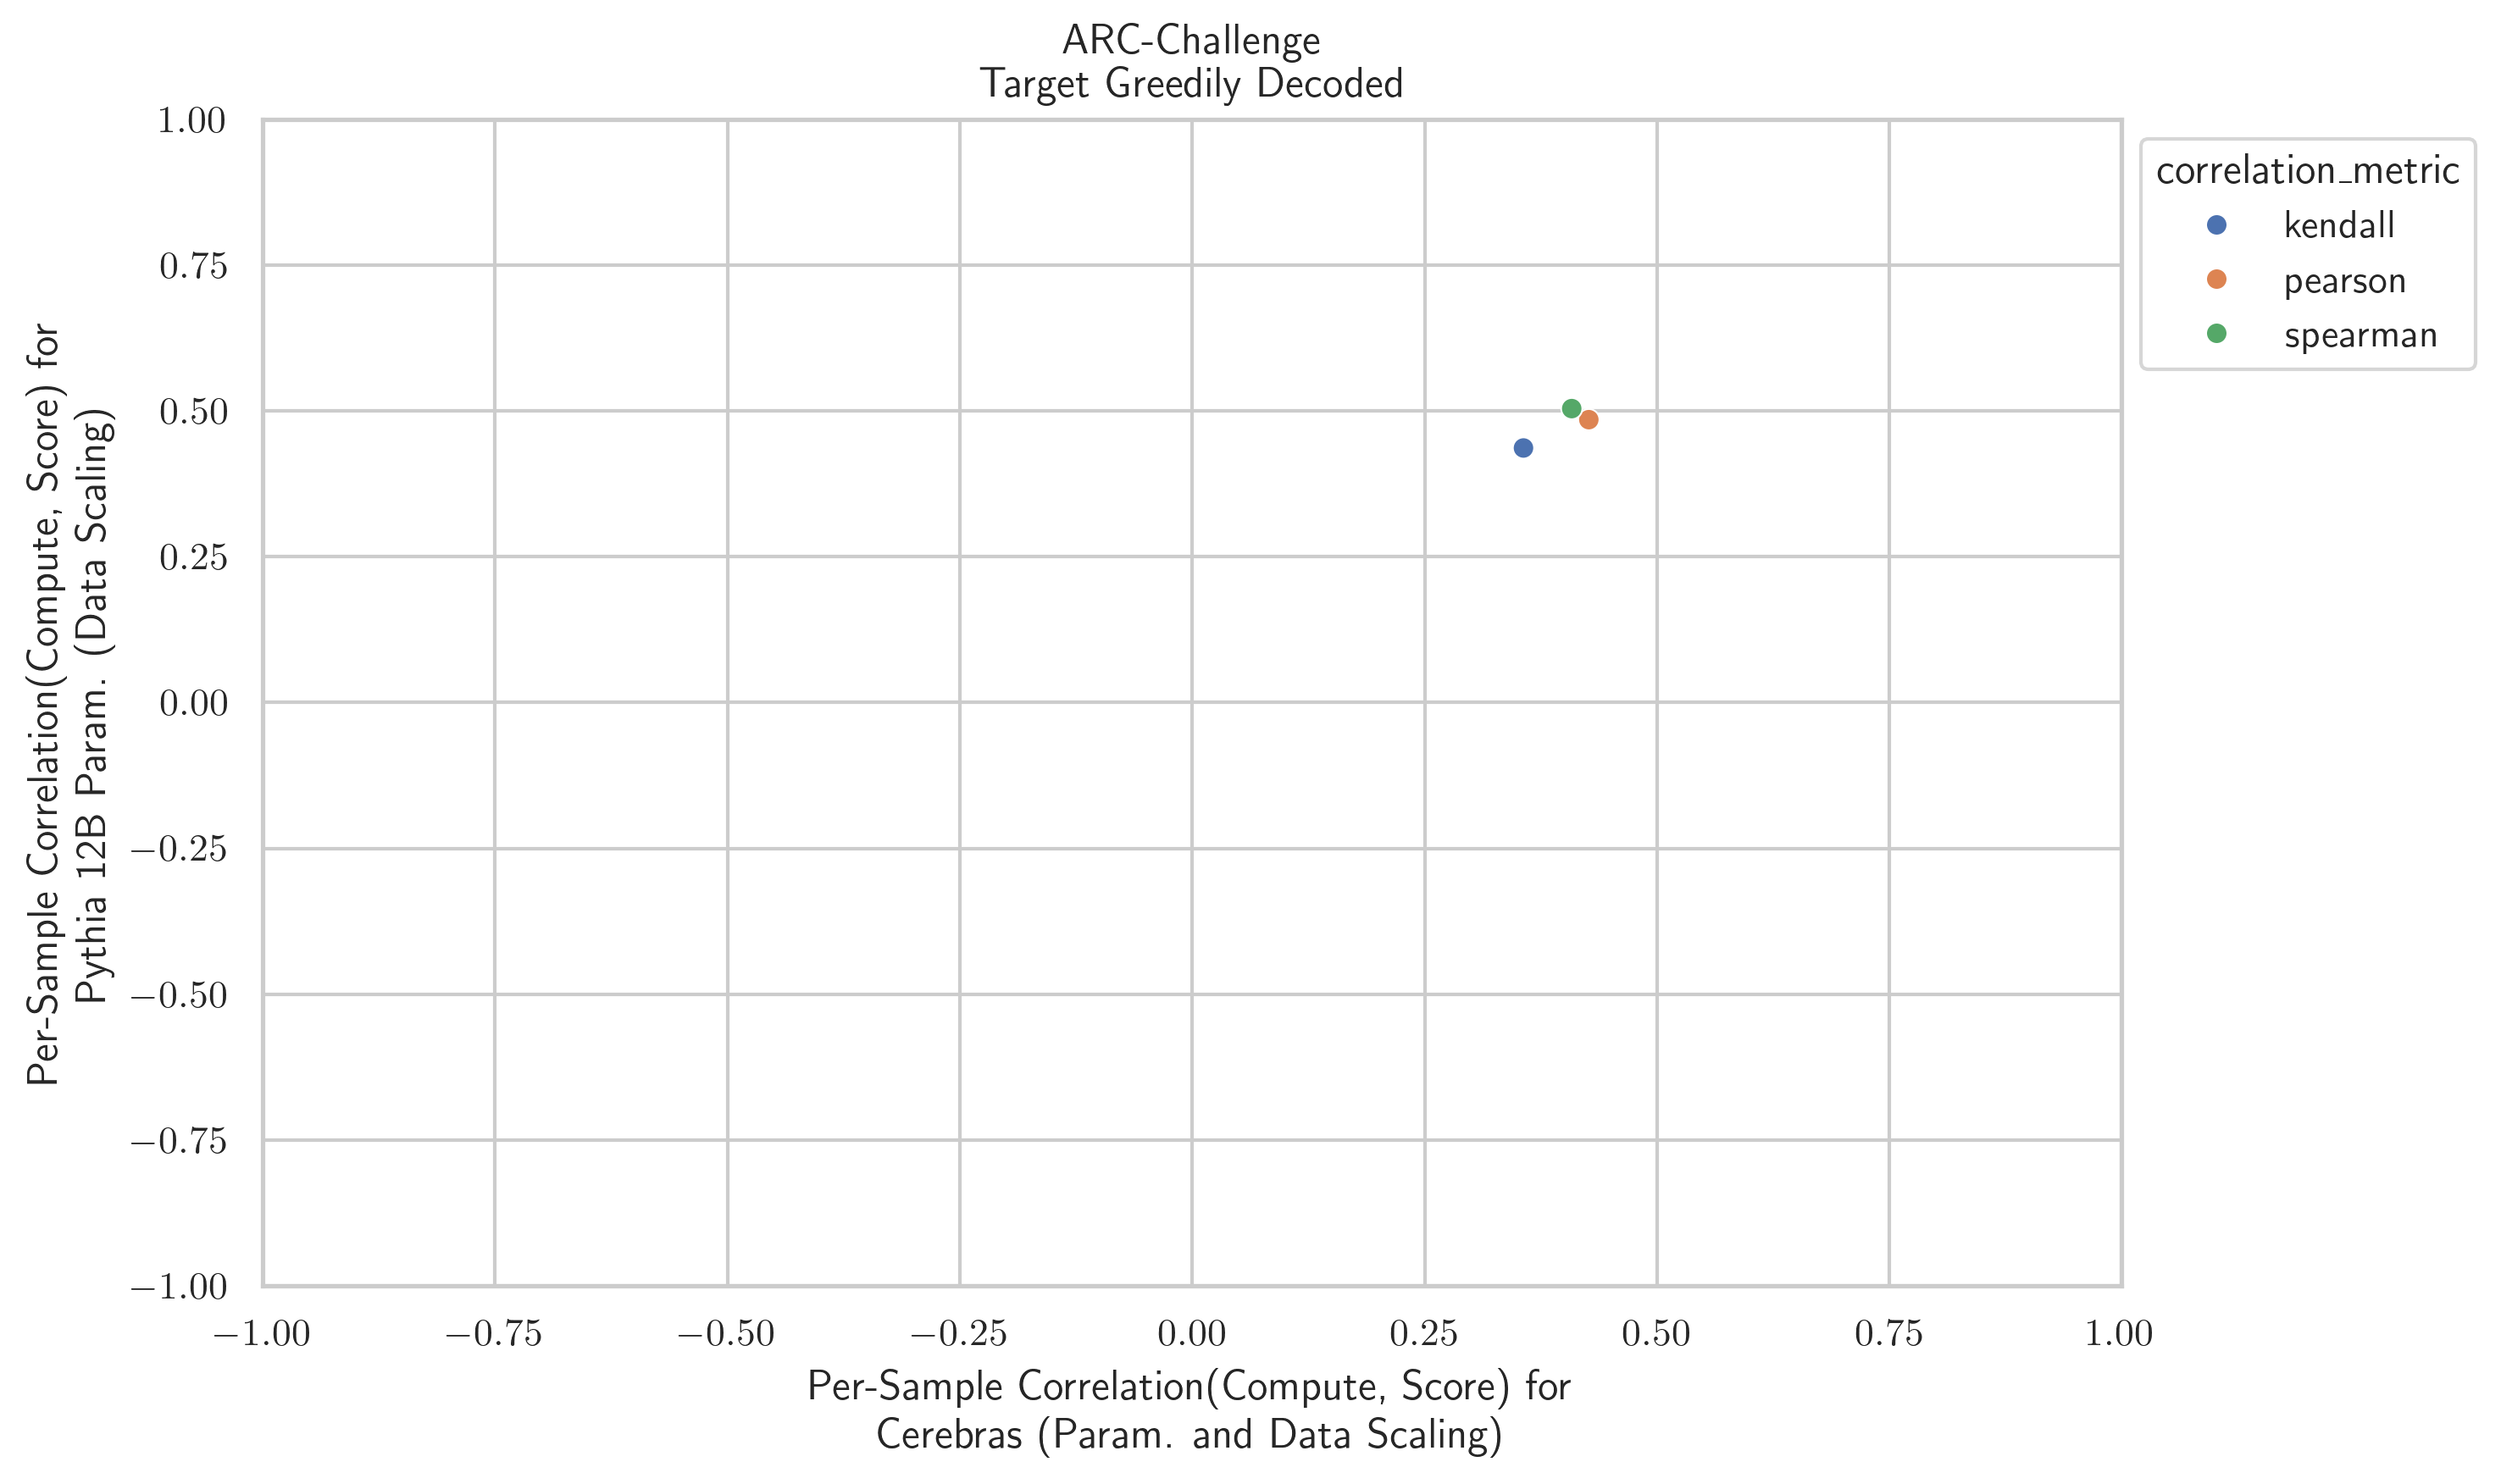 ARC-Challenge
Target Greedily Decoded
Per-Sample Correlation(Compute, Score) for
Pythia 12B Param. (Data Scaling)
1.00
0.75
0.50
0.25
0.00
−0.25
−0.50
−0.75
−1.00
−1.00 −0.75 −0.50 −0.25 0.00 0.25 0.50 0.75 1.00
Per-Sample Correlation(Compute, Score) for
Cerebras (Param. and Data Scaling)
correlation_metric
kendall
pearson
spearman